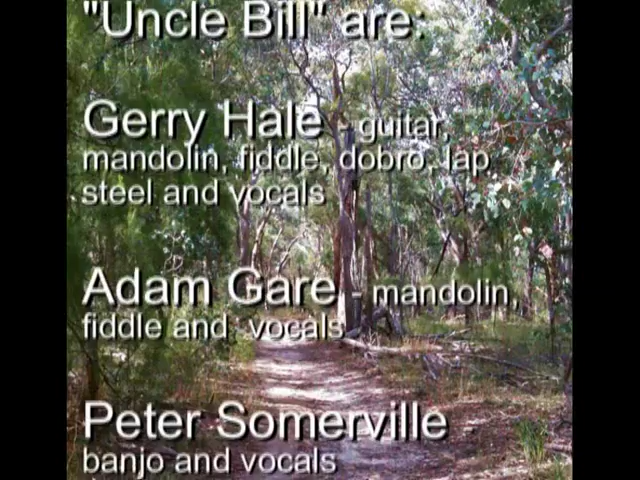 "Uncle Bill" are:
Gerry Hale - guitar,
mandolin, fiddle, dobro, lap
steel and vocals
Adam Gare - mandolin,
fiddle and vocals
Peter Somerville
banjo and vocals